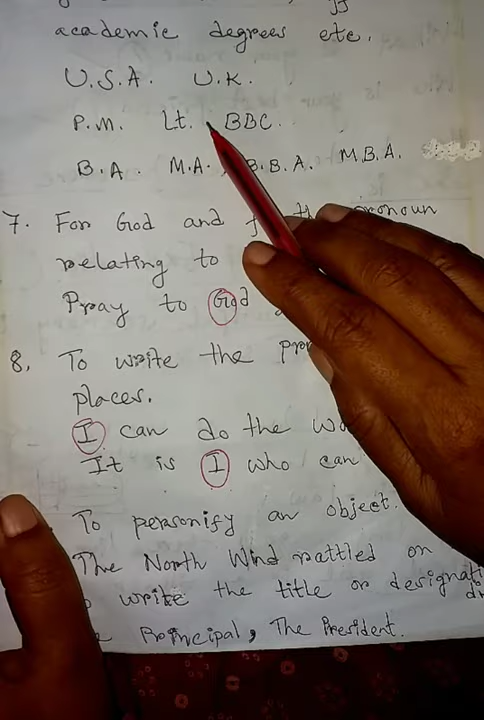 academic degrees etc.
U.S.A. U.K.
P.M. Lt. BBC.
B.A. M.A. B.B.A. M.B.A.
7. For God and pronoun
relating to
Pray to God
8. To write the
places.
I can do the
It is I who can
To personify an object.
The North Wind rattled on
write the title or
Principal, The President.